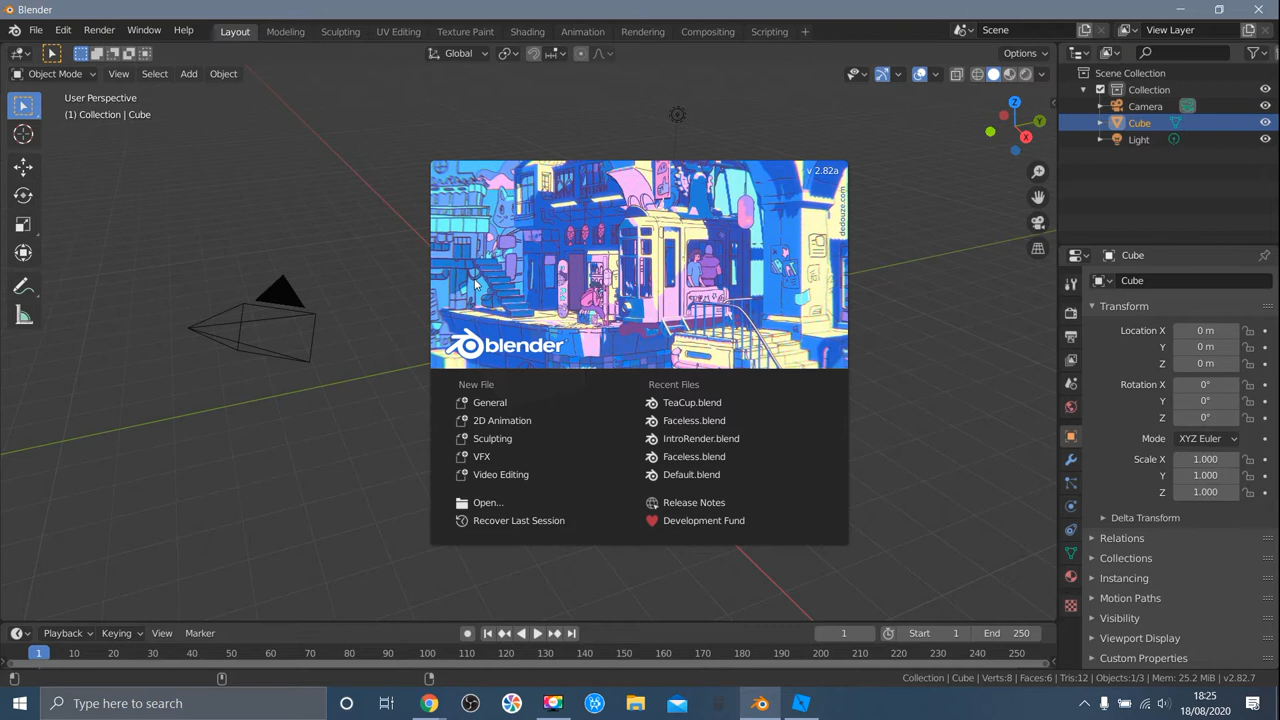 Blender
File Edit Render Window Help Layout Modeling Sculpting UV Editing Texture Paint Shading Animation Rendering Compositing Scripting + Scene View Layer
Global Options
Object Mode View Select Add Object
User Perspective
(1) Collection | Cube
Z
Y
X
Scene Collection
Collection
Camera
Cube
Light
v 2.82a
dedouze.com
blender
New File
General
2D Animation
Sculpting
VFX
Video Editing
Open...
Recover Last Session
Recent Files
TeaCup.blend
Faceless.blend
IntroRender.blend
Faceless.blend
Default.blend
Release Notes
Development Fund
Cube
Cube
Transform
Location X 0 m
Y 0 m
Z 0 m
Rotation X 0°
Y 0°
Z 0°
Mode XYZ Euler
Scale X 1.000
Y 1.000
Z 1.000
Delta Transform
Relations
Collections
Instancing
Motion Paths
Visibility
Viewport Display
Custom Properties
Playback Keying View Marker 1 Start 1 End 250
1 10 20 30 40 50 60 70 80 90 100 110 120 130 140 150 160 170 180 190 200 210 220 230 240 250
Collection | Cube | Verts:8 | Faces:6 | Tris:12 | Objects:1/3 | Mem: 25.2 MiB | v2.82.7
Type here to search
18:25
18/08/2020